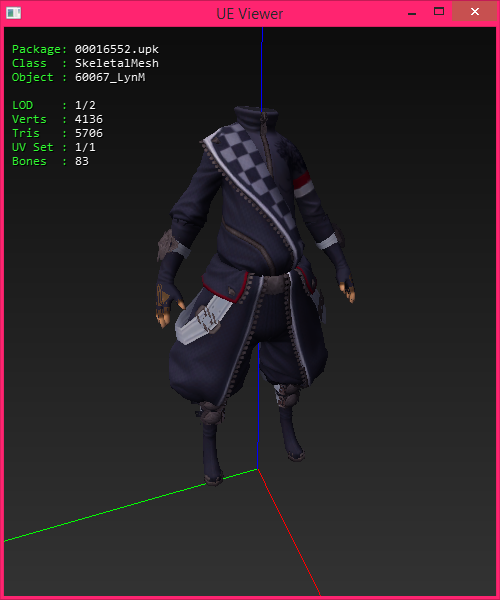 UE Viewer
Package: 00016552.upk
Class : SkeletalMesh
Object : 60067_LynM
LOD : 1/2
Verts : 4136
Tris : 5706
UV Set : 1/1
Bones : 83